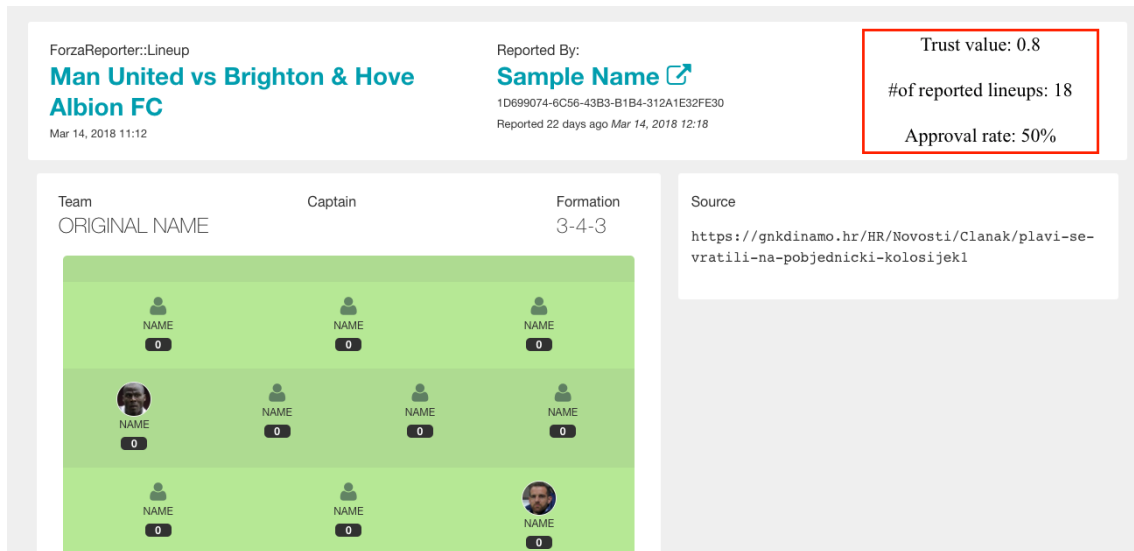 ForzaReporter::Lineup
Man United vs Brighton & Hove
Albion FC
Mar 14, 2018 11:12
Reported By:
Sample Name
1D699074-6C56-43B3-B1B4-312A1E32FE30
Reported 22 days ago Mar 14, 2018 12:18
Trust value: 0.8
#of reported lineups: 18
Approval rate: 50%
Team
ORIGINAL NAME
Captain
Formation
3-4-3
NAME
0
NAME
0
NAME
0
NAME
0
NAME
0
NAME
0
NAME
0
NAME
0
NAME
0
NAME
0
Source
https://gnkdinamo.hr/HR/Novosti/Clanak/plavi-se-
vratili-na-pobjednicki-kolosijek1